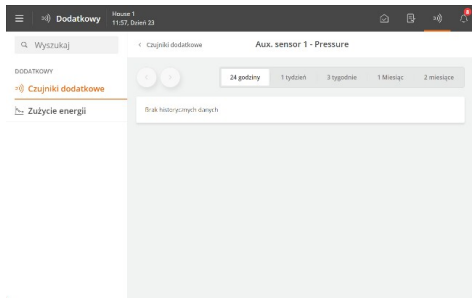 Dodatkowy
House 1
11:57, Dzień 23
8
Wyszukaj
DODATKOWY
Czujniki dodatkowe
Zużycie energii
< Czujniki dodatkowe
Aux. sensor 1 - Pressure
24 godziny 1 tydzień 3 tygodnie 1 Miesiąc 2 miesiące
Brak historycznych danych